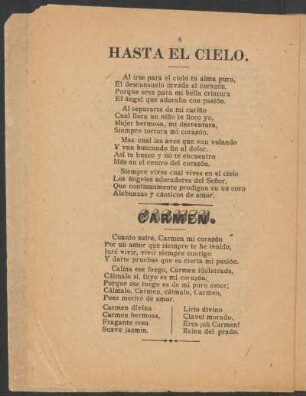 8
HASTA EL CIELO.
Al irse para el cielo tu alma pura,
El desconsuelo invade el corazón,
Porque eres para mi bella criatura
El ángel que adoraba con pasión.
Al separarse de mi cariño
Cual llora un niño te lloro yo,
Mujer hermosa, mi desventura,
Siempre tortura mi corazón.
Mas cual las aves que van volando
Y van buscando fin al dolor,
Así te busco y no te encuentro
Más en el centro del corazón.
Siempre vives cual vives en el cielo
Los ángeles adoradores del Señor,
Que continuamente prodigan en un coro
Alabanzas y cánticos de amor.
CARMEN.
Cuanto sufre, Carmen mi corazón
Por un amor que siempre te he tenido,
Juré vivir, vivir siempre contigo
Y darte pruebas que es cierta mi pasión.
Calma ese fuego, Carmen idolatrada,
Cálmalo sí, tuyo es mi corazón;
Porque ese fuego es de mi puro amor,
Cálmalo, Carmen, cálmalo, Carmen,
Pues moriré de amor.
Carmen divina
Carmen hermosa,
Fragante rosa
Suave jazmín.
Lirio divino
Clavel morado,
Eres joh Carmen!
Reina del prado.